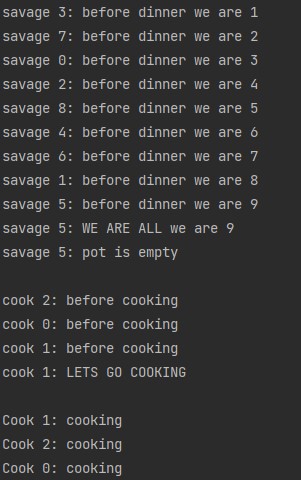 savage 3: before dinner we are 1
savage 7: before dinner we are 2
savage 0: before dinner we are 3
savage 2: before dinner we are 4
savage 8: before dinner we are 5
savage 4: before dinner we are 6
savage 6: before dinner we are 7
savage 1: before dinner we are 8
savage 5: before dinner we are 9
savage 5: WE ARE ALL we are 9
savage 5: pot is empty
cook 2: before cooking
cook 0: before cooking
cook 1: before cooking
cook 1: LETS GO COOKING
Cook 1: cooking
Cook 2: cooking
Cook 0: cooking